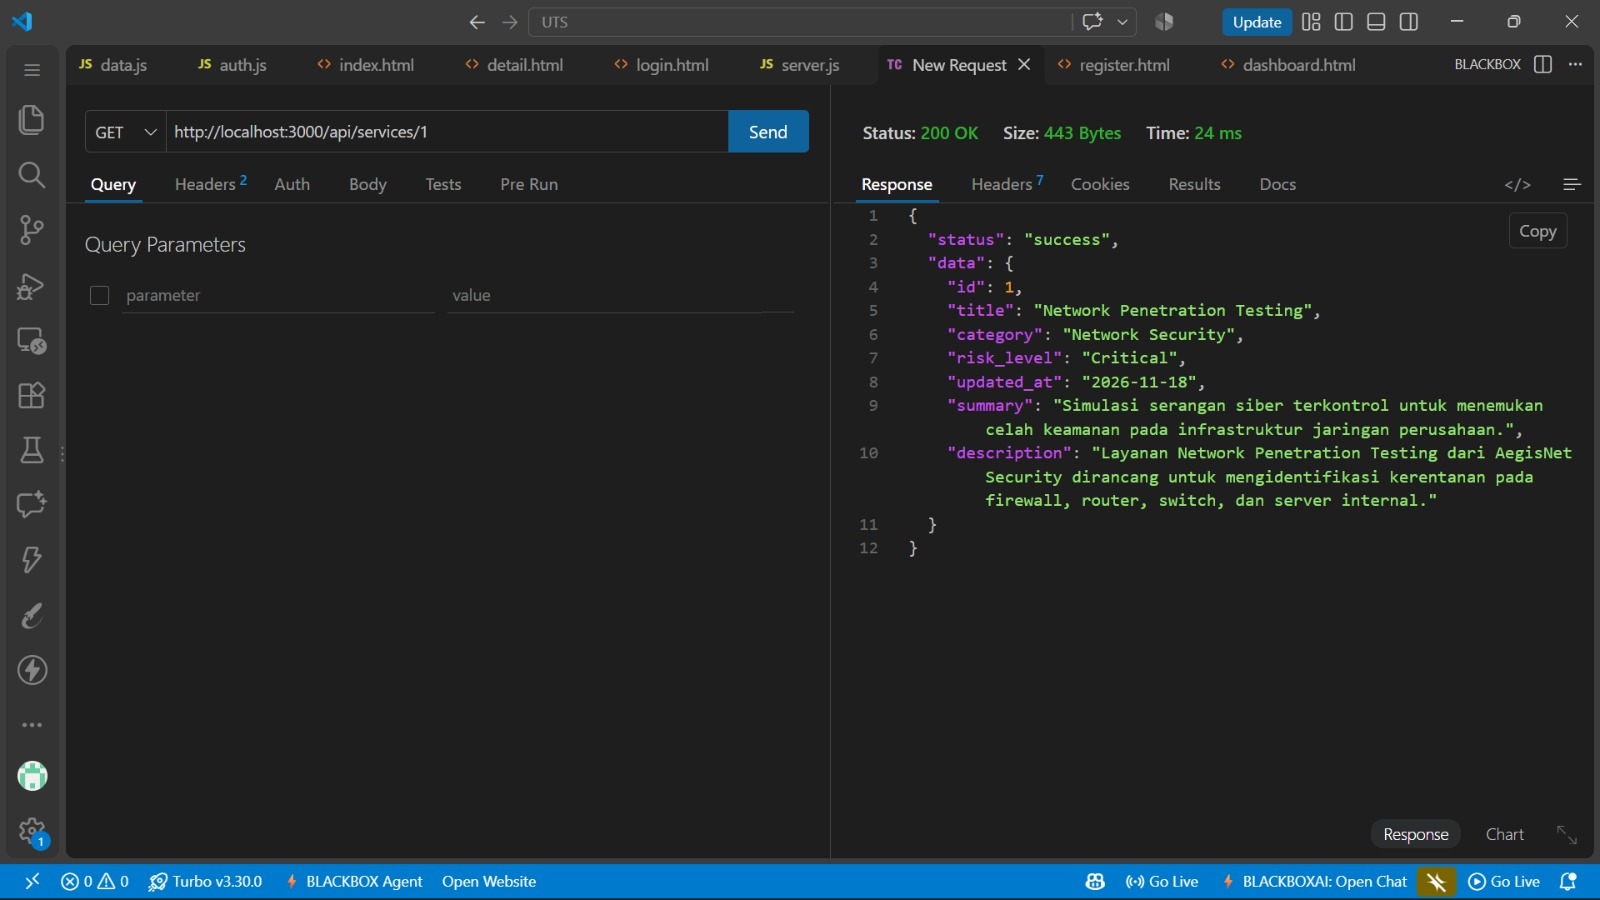 UTS
Update
JS data.js
JS auth.js
<> index.html
<> detail.html
<> login.html
JS server.js
TC New Request
<> register.html
<> dashboard.html
BLACKBOX
GET
http://localhost:3000/api/services/1
Send
Status: 200 OK Size: 443 Bytes Time: 24 ms
Query
Headers 2
Auth
Body
Tests
Pre Run
Response
Headers 7
Cookies
Results
Docs
</>
Query Parameters
parameter
value
Copy
1 {
2 "status": "success",
3 "data": {
4 "id": 1,
5 "title": "Network Penetration Testing",
6 "category": "Network Security",
7 "risk_level": "Critical",
8 "updated_at": "2026-11-18",
9 "summary": "Simulasi serangan siber terkontrol untuk menemukan
celah keamanan pada infrastruktur jaringan perusahaan.",
10 "description": "Layanan Network Penetration Testing dari AegisNet
Security dirancang untuk mengidentifikasi kerentanan pada
firewall, router, switch, dan server internal."
11 }
12 }
Response
Chart
1
0 0
Turbo v3.30.0
BLACKBOX Agent
Open Website
Go Live
BLACKBOXAI: Open Chat
Go Live